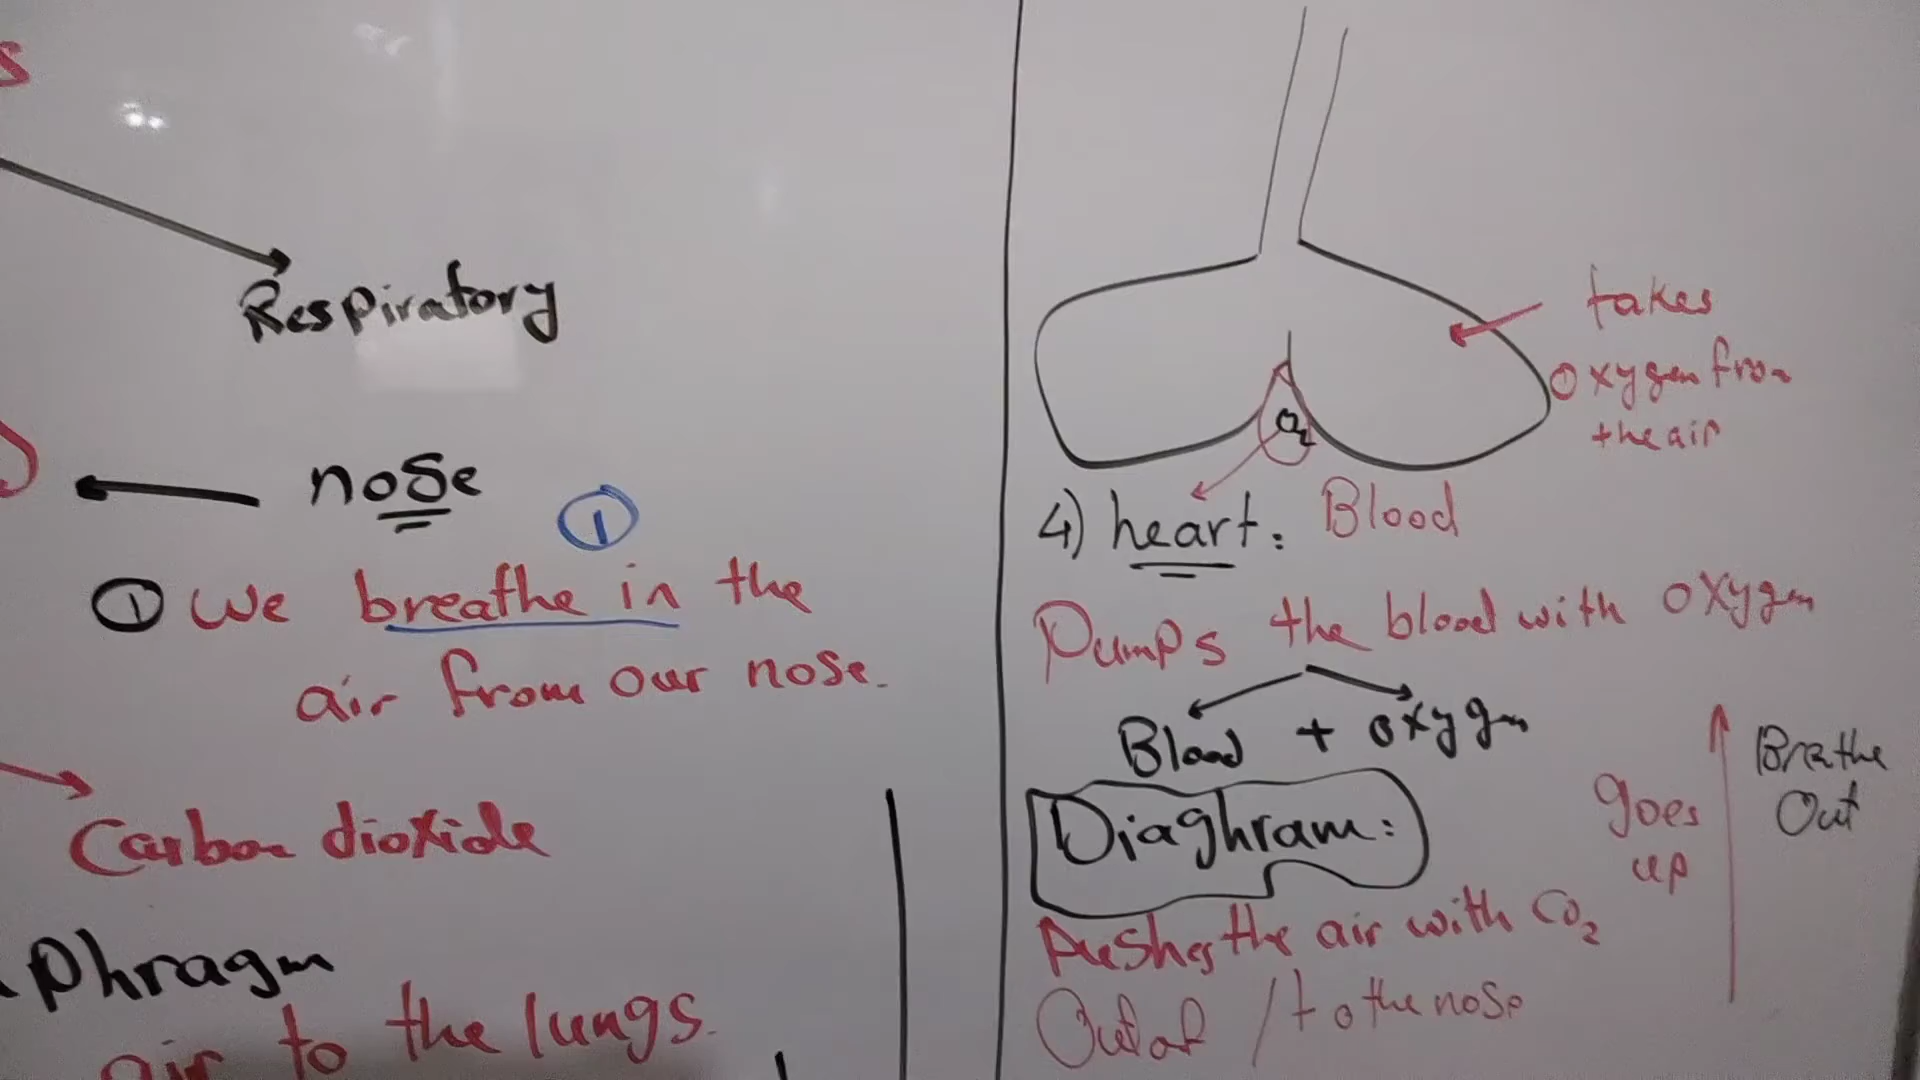 s
Respiratory
nose
1
1 We breathe in the
air from our nose.
Carbon dioxide
phragm
air to the lungs.
takes
oxygen from
the air
O2
4) heart: Blood
Pumps the blood with oxygen
Blood + oxygen
Diaghram:
Pushes the air with CO2
Out of / to the nose
goes
up
Breathe
Out